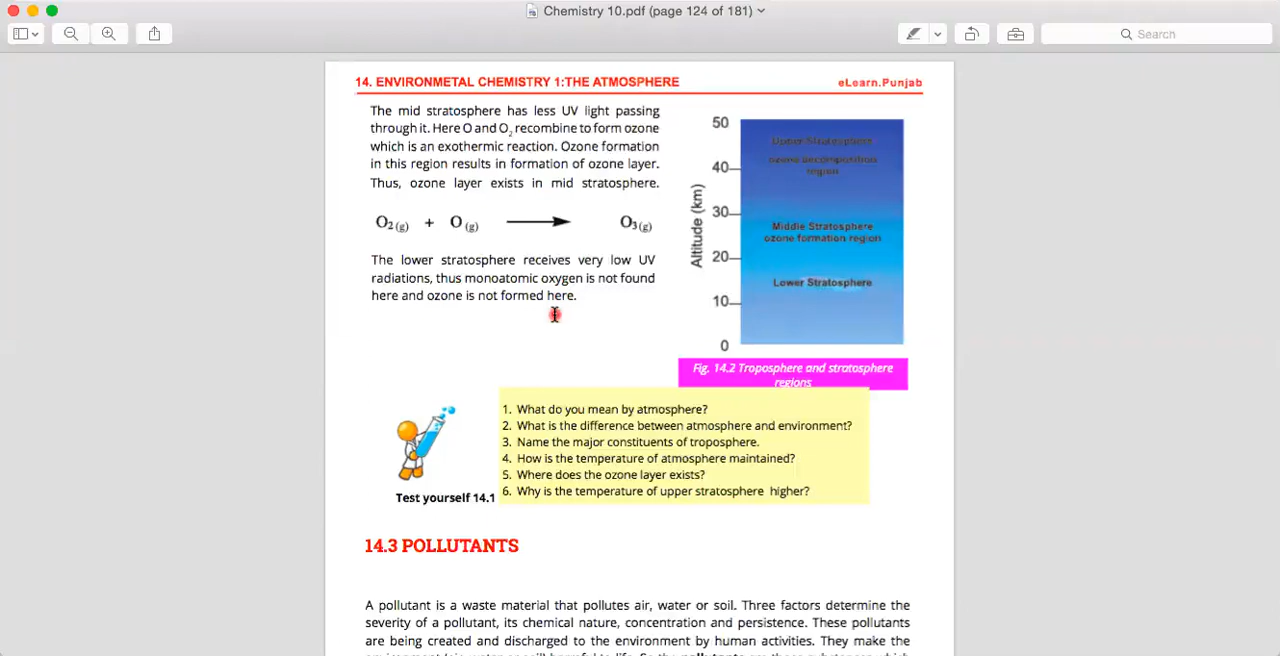 Chemistry 10.pdf (page 124 of 181)
Search
14. ENVIRONMETAL CHEMISTRY 1:THE ATMOSPHERE
eLearn.Punjab
The mid stratosphere has less UV light passing
through it. Here O and O2 recombine to form ozone
which is an exothermic reaction. Ozone formation
in this region results in formation of ozone layer.
Thus, ozone layer exists in mid stratosphere.
O2(g) + O(g) → O3(g)
The lower stratosphere receives very low UV
radiations, thus monoatomic oxygen is not found
here and ozone is not formed here.
Altitude (km)
50
40
30
20
10
0
Upper Stratosphere
ozone decomposition
region
Middle Stratosphere
ozone formation region
Lower Stratosphere
Fig. 14.2 Troposphere and stratosphere
regions
Test yourself 14.1
1. What do you mean by atmosphere?
2. What is the difference between atmosphere and environment?
3. Name the major constituents of troposphere.
4. How is the temperature of atmosphere maintained?
5. Where does the ozone layer exists?
6. Why is the temperature of upper stratosphere higher?
14.3 POLLUTANTS
A pollutant is a waste material that pollutes air, water or soil. Three factors determine the
severity of a pollutant, its chemical nature, concentration and persistence. These pollutants
are being created and discharged to the environment by human activities. They make the